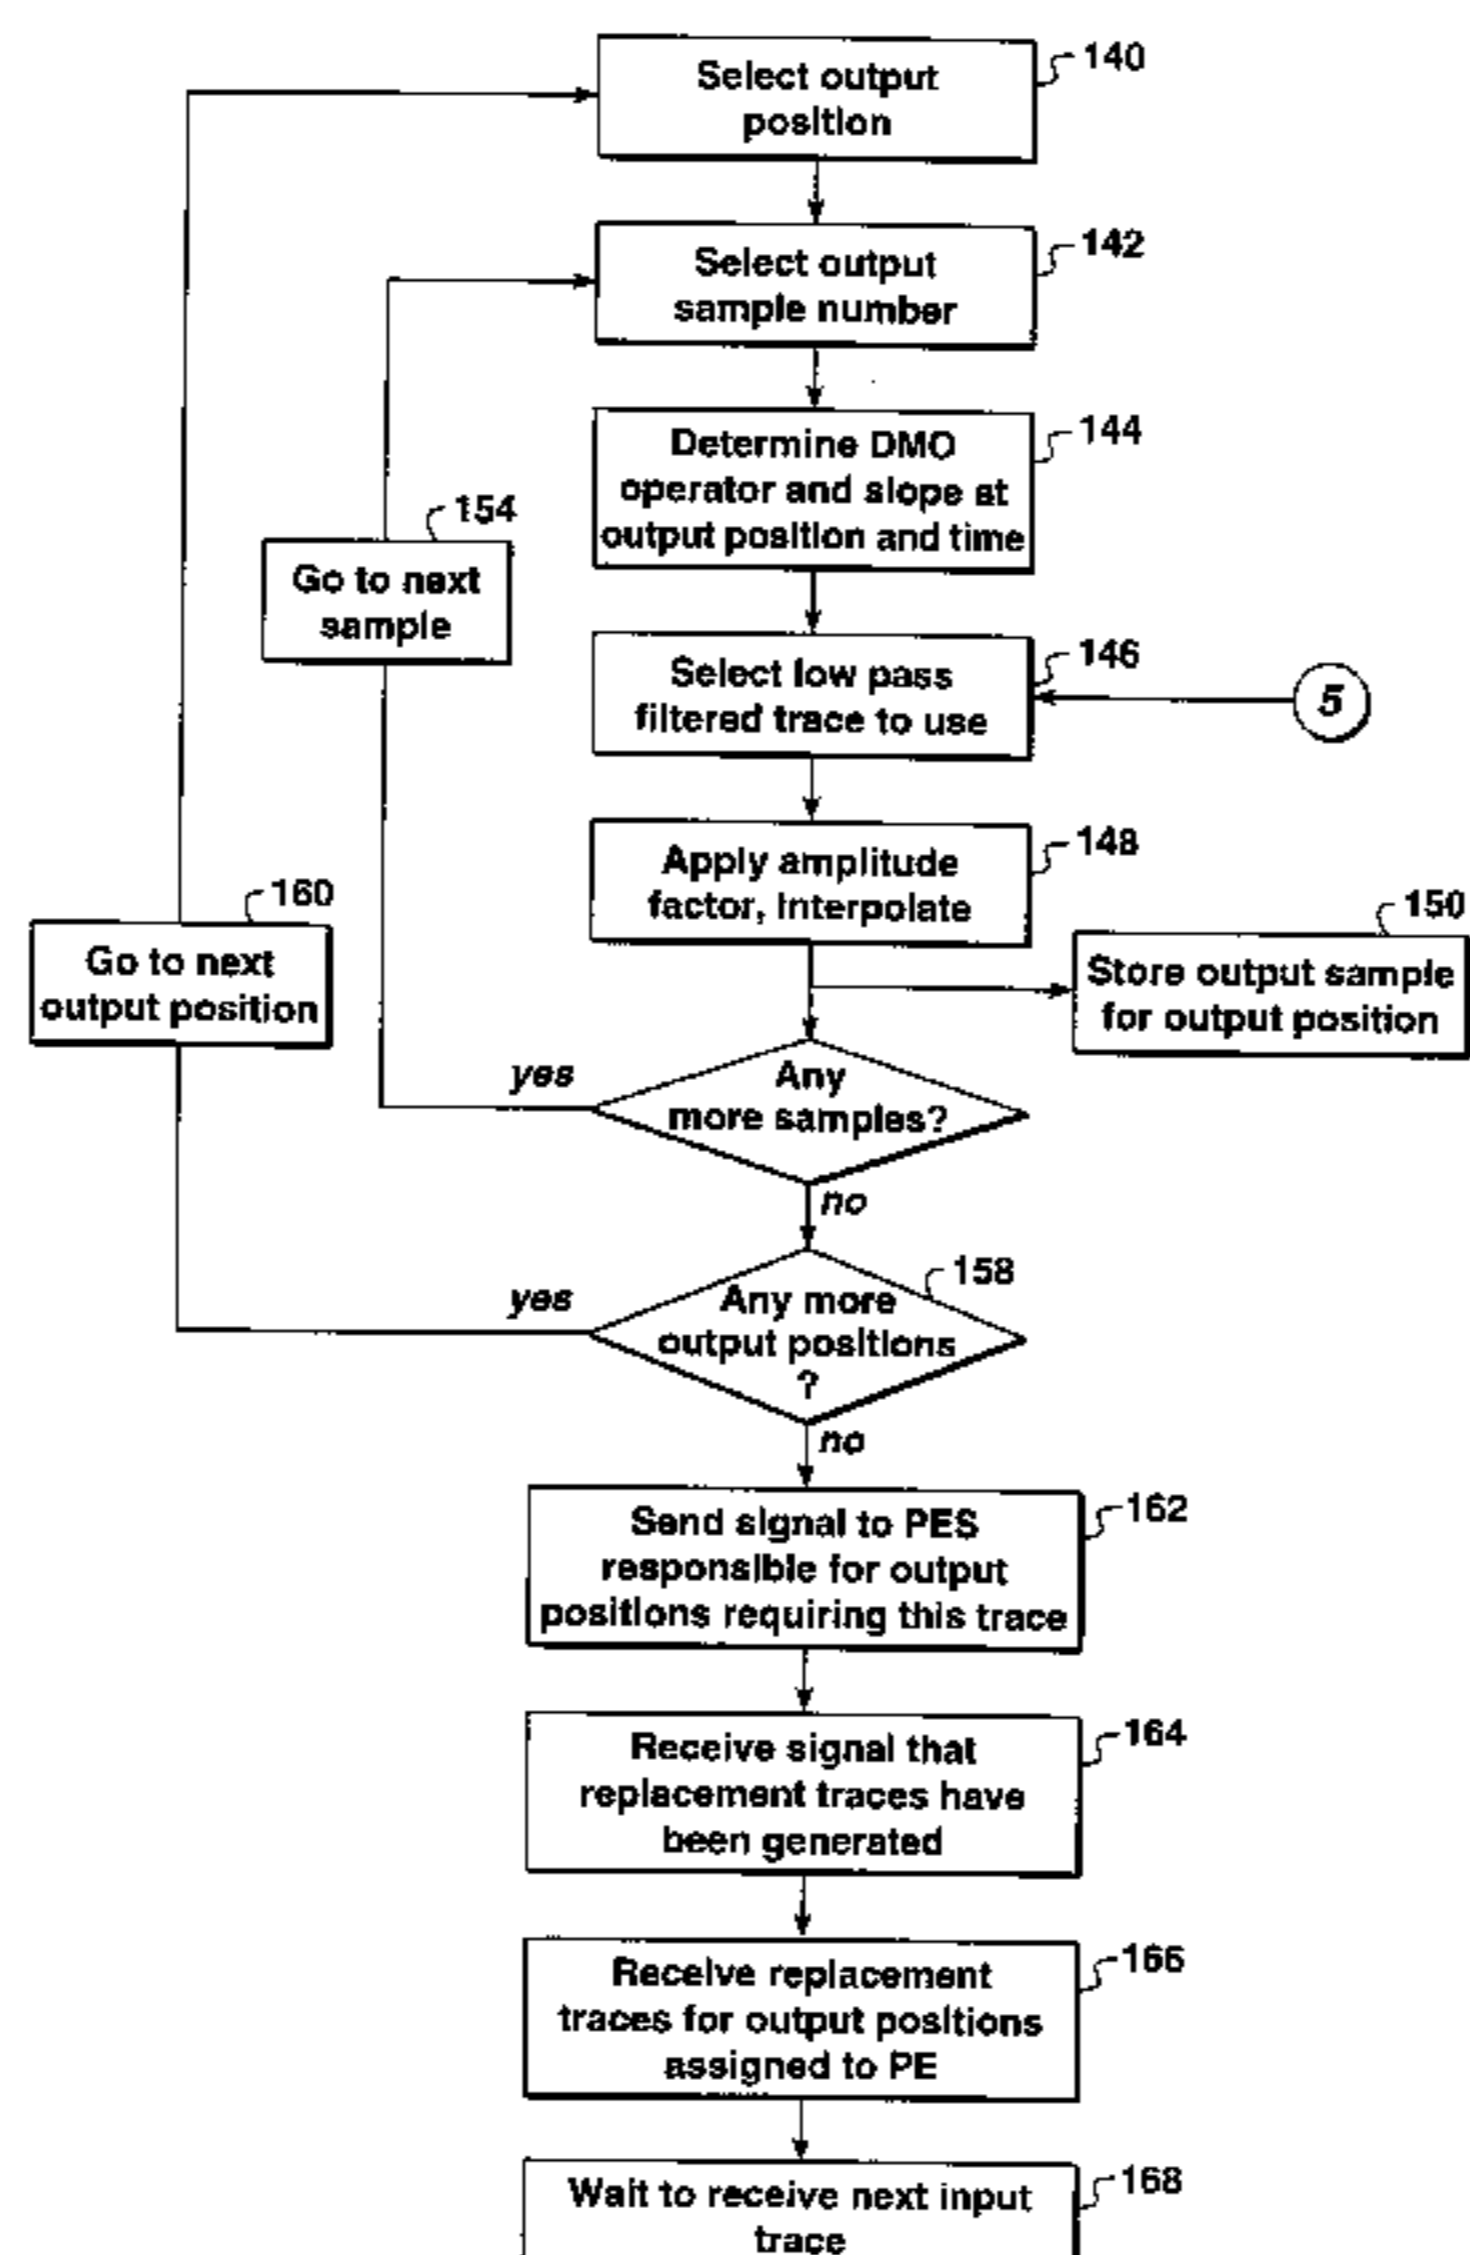 140
Select output
position
142
Select output
sample number
144
Determine DMO
operator and slope at
output position and time
154
Go to next
sample
146
Select low pass
filtered trace to use
5
148
Apply amplitude
factor, interpolate
160
Go to next
output position
150
Store output sample
for output position
yes
Any
more samples?
no
158
yes
Any more
output positions
?
no
162
Send signal to PES
responsible for output
positions requiring this trace
164
Receive signal that
replacement traces have
been generated
166
Receive replacement
traces for output positions
assigned to PE
168
Wait to receive next input
trace